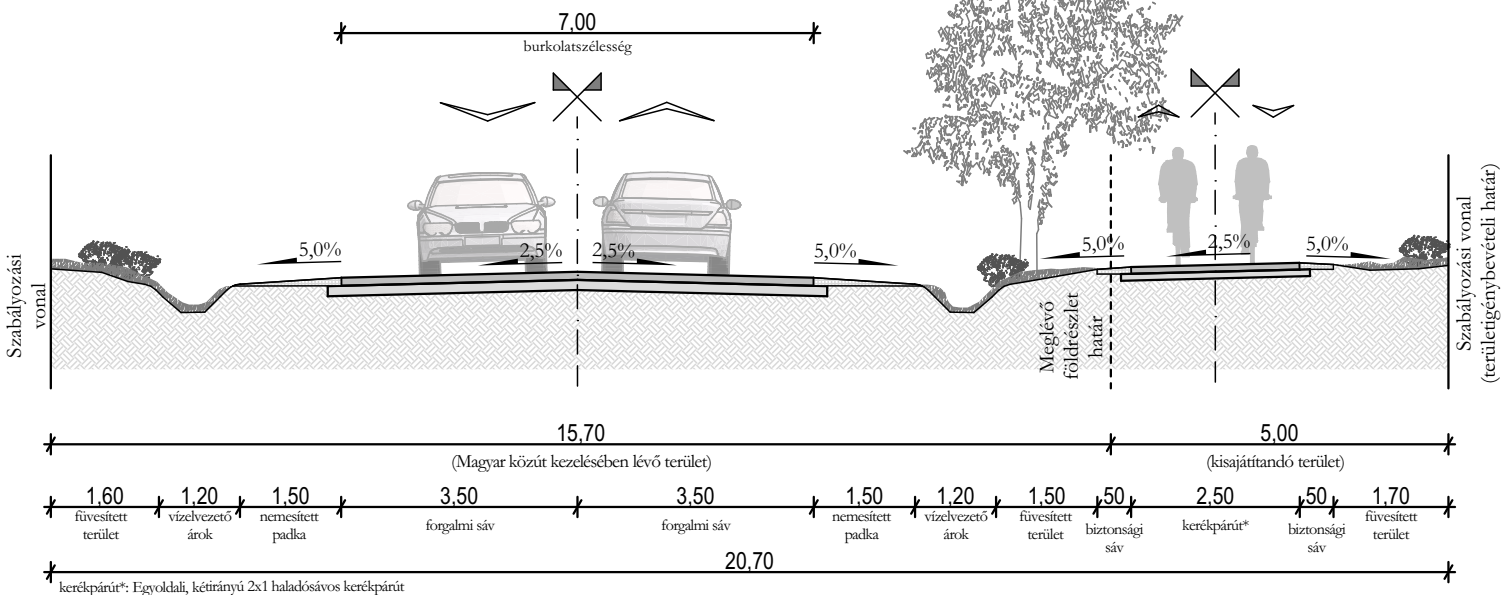 7,00
burkolatszélesség
5,0%
2,5%
2,5%
5,0%
5,0%
2,5%
5,0%
Szabályozási
vonal
Meglévő
földrészlet
határ
Szabályozási vonal
(területigénybevételi határ)
15,70
5,00
(Magyar közút kezelésében lévő terület)
(kisajátítandó terület)
1,60
1,20
1,50
3,50
3,50
1,50
1,20
1,50
50
2,50
50
1,70
füvesített
terület
vízelvezető
árok
nemesített
padka
forgalmi sáv
forgalmi sáv
nemesített
padka
vízelvezető
árok
füvesített
terület
biztonsági
sáv
kerékpárút*
biztonsági
sáv
füvesített
terület
20,70
kerékpárút*: Egyoldali, kétirányú 2x1 haladósávos kerékpárút